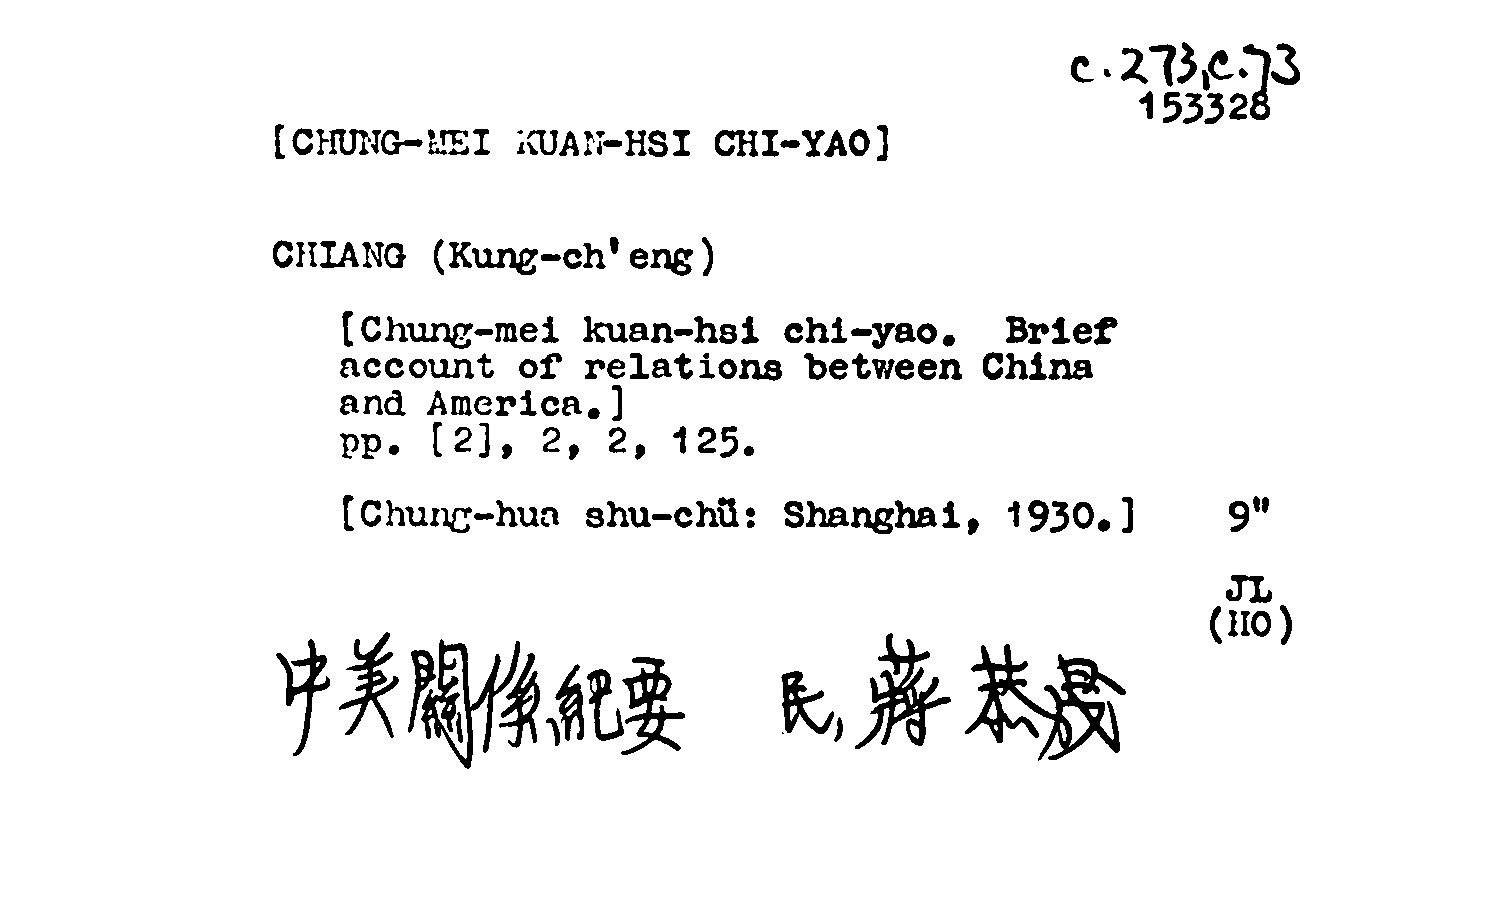 c.273,c.73
153328
[CHUNG-MEI KUAN-HSI CHI-YAO]
CHIANG (Kung-ch'eng)
[Chung-mei kuan-hsi chi-yao. Brief
account of relations between China
and America.]
pp. [2], 2, 2, 125.
[Chung-hua shu-chü: Shanghai, 1930.] 9"
JL
(HO)
中美關係紀要 民, 蔣恭晟